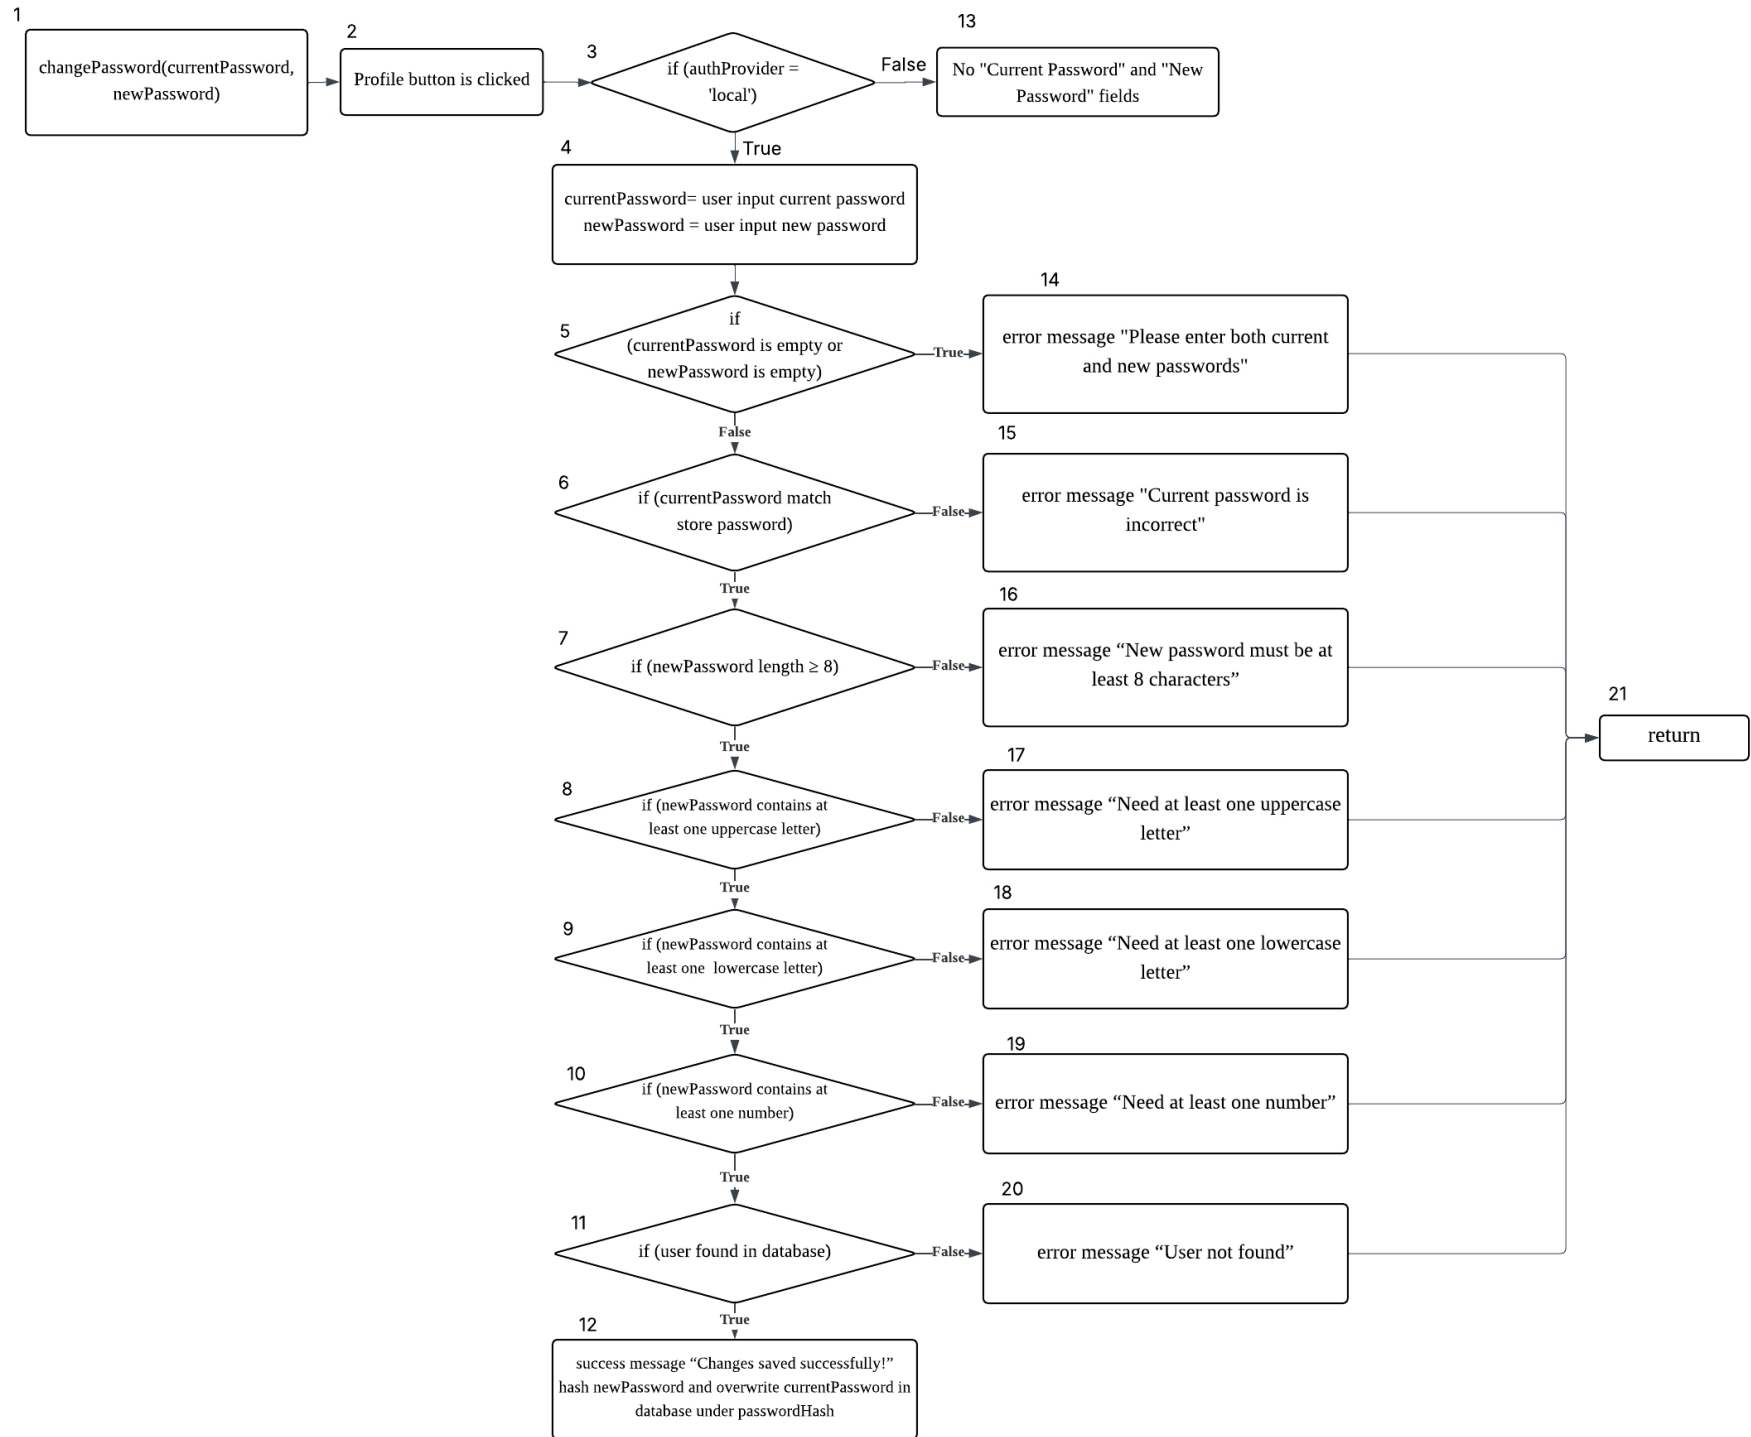 1
changePassword(currentPassword,
newPassword)
2
Profile button is clicked
3
if (authProvider =
'local')
False
13
No "Current Password" and "New
Password" fields
True
4
currentPassword= user input current password
newPassword = user input new password
5
if
(currentPassword is empty or
newPassword is empty)
True
14
error message "Please enter both current
and new passwords"
False
6
if (currentPassword match
store password)
False
15
error message "Current password is
incorrect"
True
7
if (newPassword length ≥ 8)
False
16
error message “New password must be at
least 8 characters”
21
return
True
8
if (newPassword contains at
least one uppercase letter)
False
17
error message “Need at least one uppercase
letter”
True
9
if (newPassword contains at
least one  lowercase letter)
False
18
error message “Need at least one lowercase
letter”
True
10
if (newPassword contains at
least one number)
False
19
error message “Need at least one number”
True
11
if (user found in database)
False
20
error message “User not found”
True
12
success message “Changes saved successfully!”
hash newPassword and overwrite currentPassword in
database under passwordHash